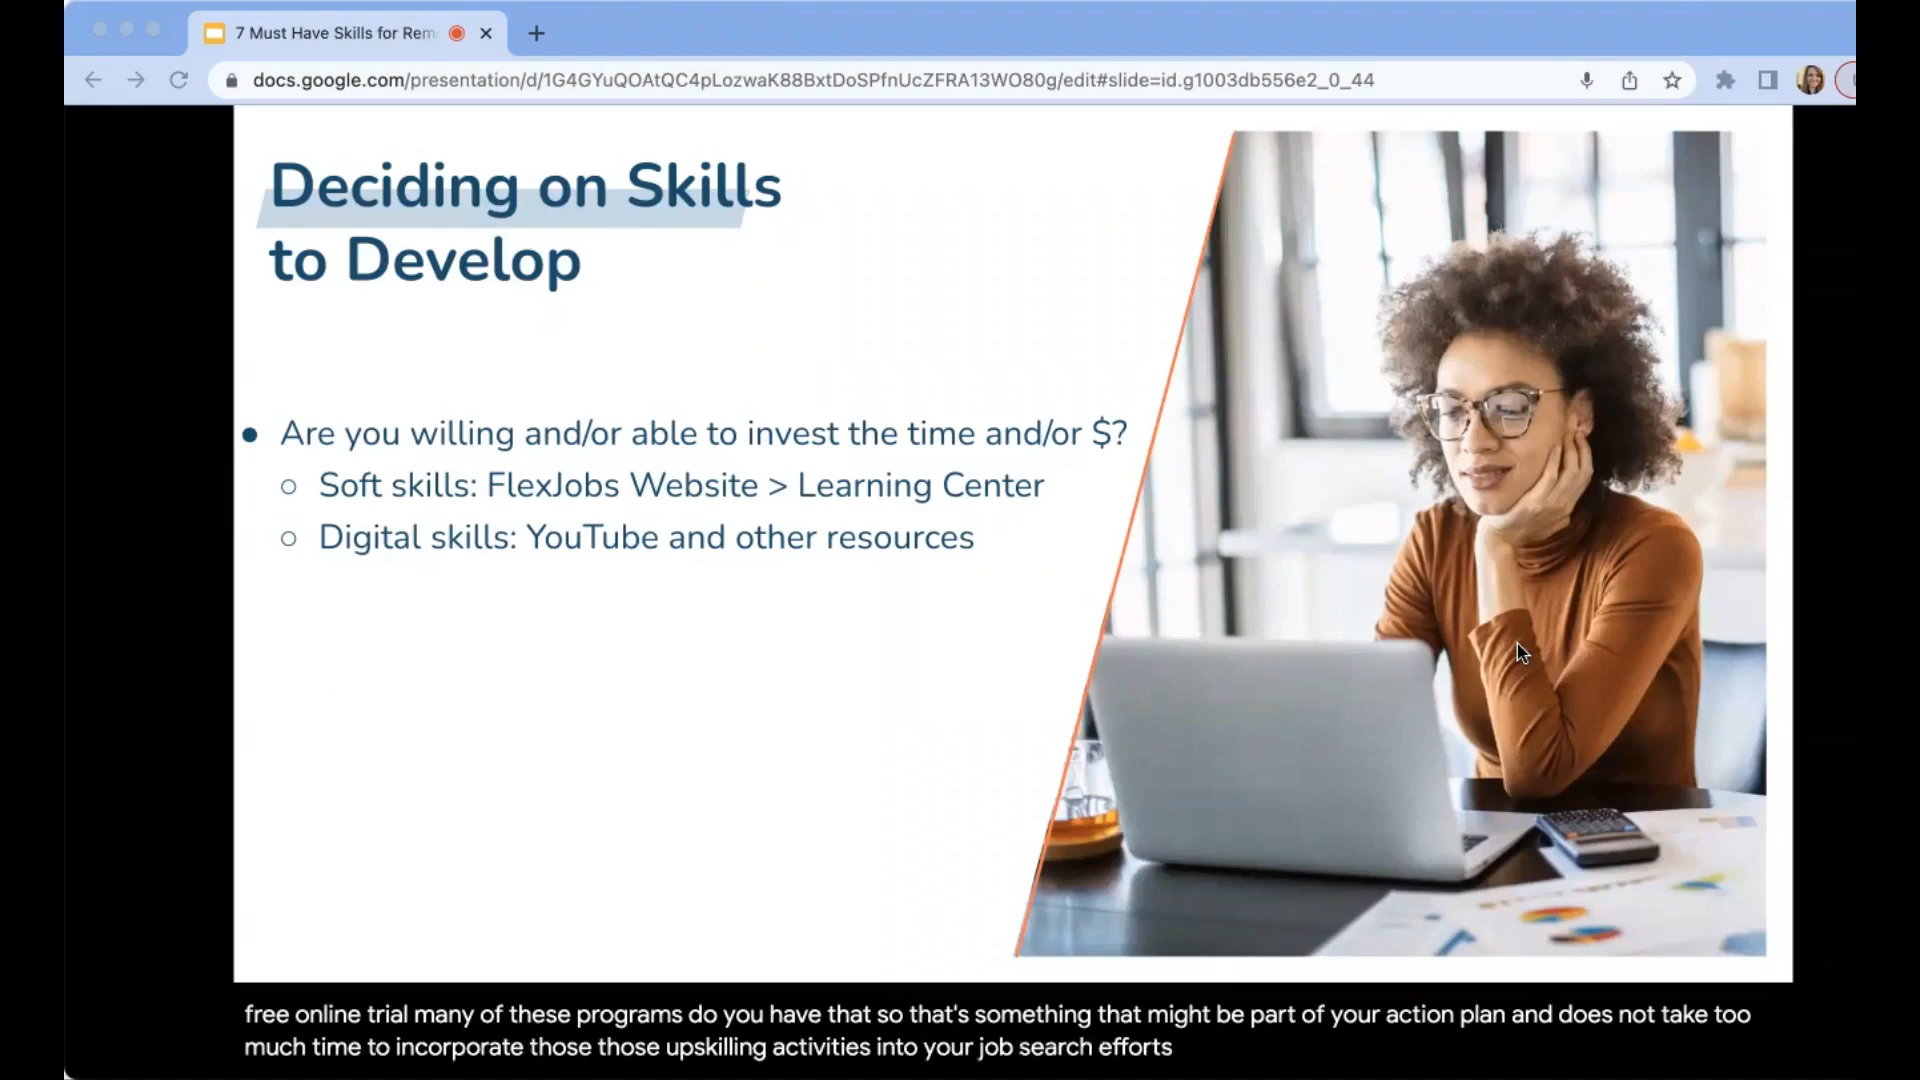 7 Must Have Skills for Rem
docs.google.com/presentation/d/1G4GYuQOAtQC4pLozwaK88BxtDoSPfnUcZFRA13WO80g/edit#slide=id.g1003db556e2_0_44
Deciding on Skills
to Develop
● Are you willing and/or able to invest the time and/or $?
○ Soft skills: FlexJobs Website > Learning Center
○ Digital skills: YouTube and other resources
free online trial many of these programs do you have that so that's something that might be part of your action plan and does not take too
much time to incorporate those those upskilling activities into your job search efforts